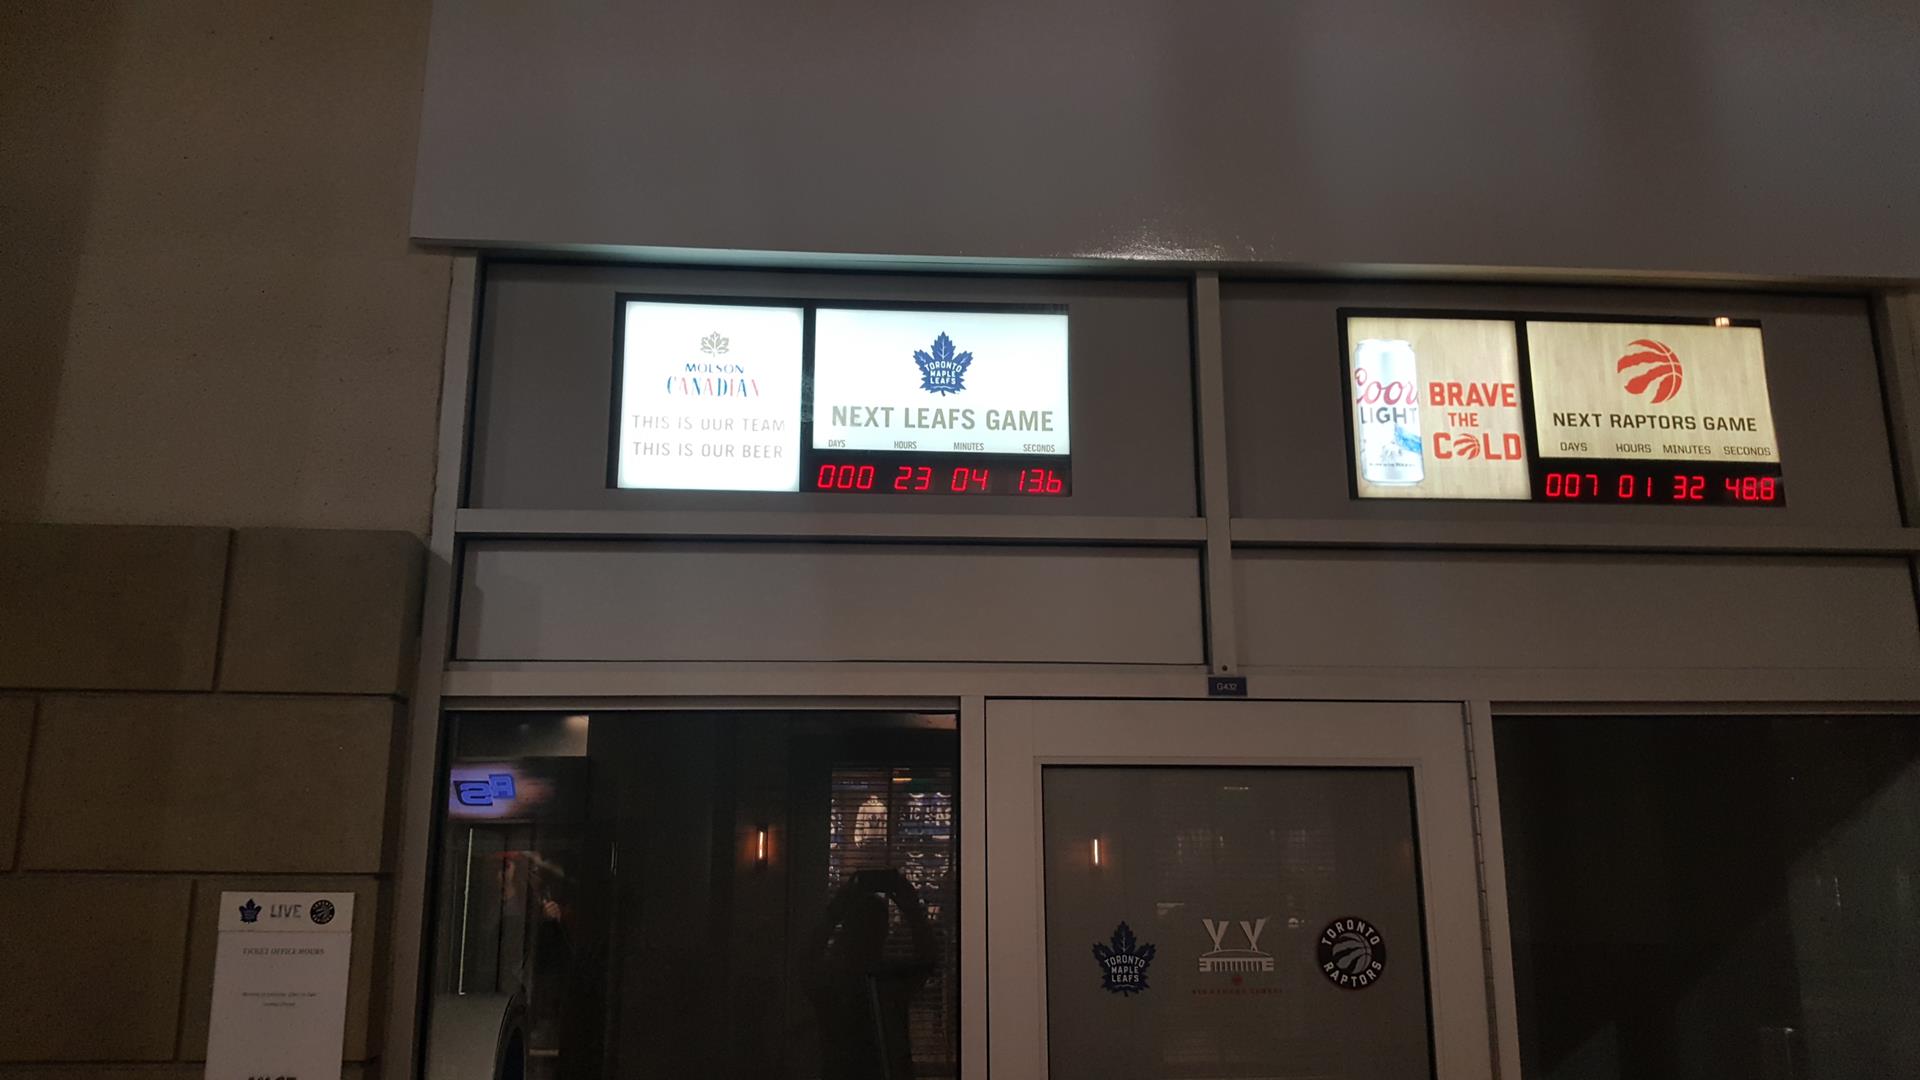 MOLSON
CANADIAN
THIS IS OUR TEAM
THIS IS OUR BEER
TORONTO
MAPLE
LEAFS
NEXT LEAFS GAME
DAYS HOURS MINUTES SECONDS
000 23 04 13.6
Coors
LIGHT
BRAVE
THE
COLD
NEXT RAPTORS GAME
DAYS HOURS MINUTES SECONDS
007 01 32 48.8
G432
LIVE
TICKET OFFICE HOURS
TORONTO
MAPLE
LEAFS
TORONTO
RAPTORS